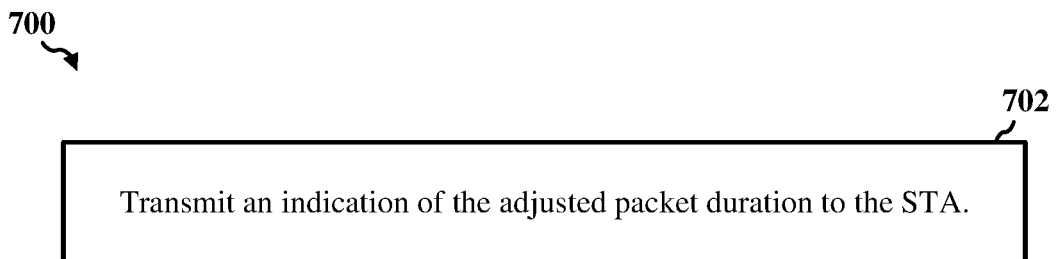 700
702
Transmit an indication of the adjusted packet duration to the STA.